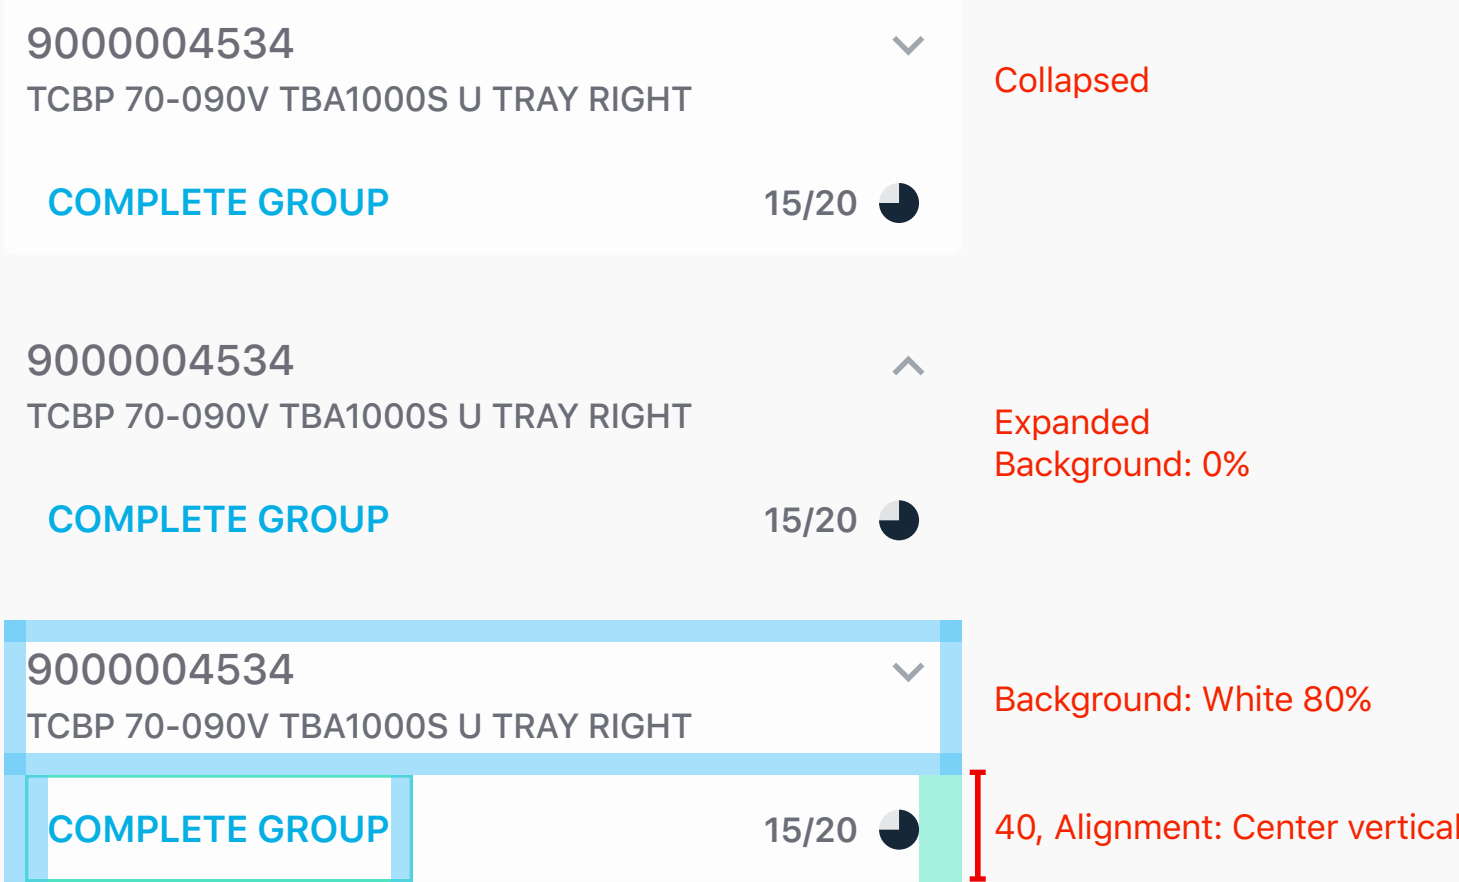 9000004534
TCBP 70-090V TBA1000S U TRAY RIGHT
Collapsed
COMPLETE GROUP 15/20
9000004534
TCBP 70-090V TBA1000S U TRAY RIGHT
Expanded
Background: 0%
COMPLETE GROUP 15/20
9000004534
TCBP 70-090V TBA1000S U TRAY RIGHT
Background: White 80%
COMPLETE GROUP 15/20
40, Alignment: Center vertical